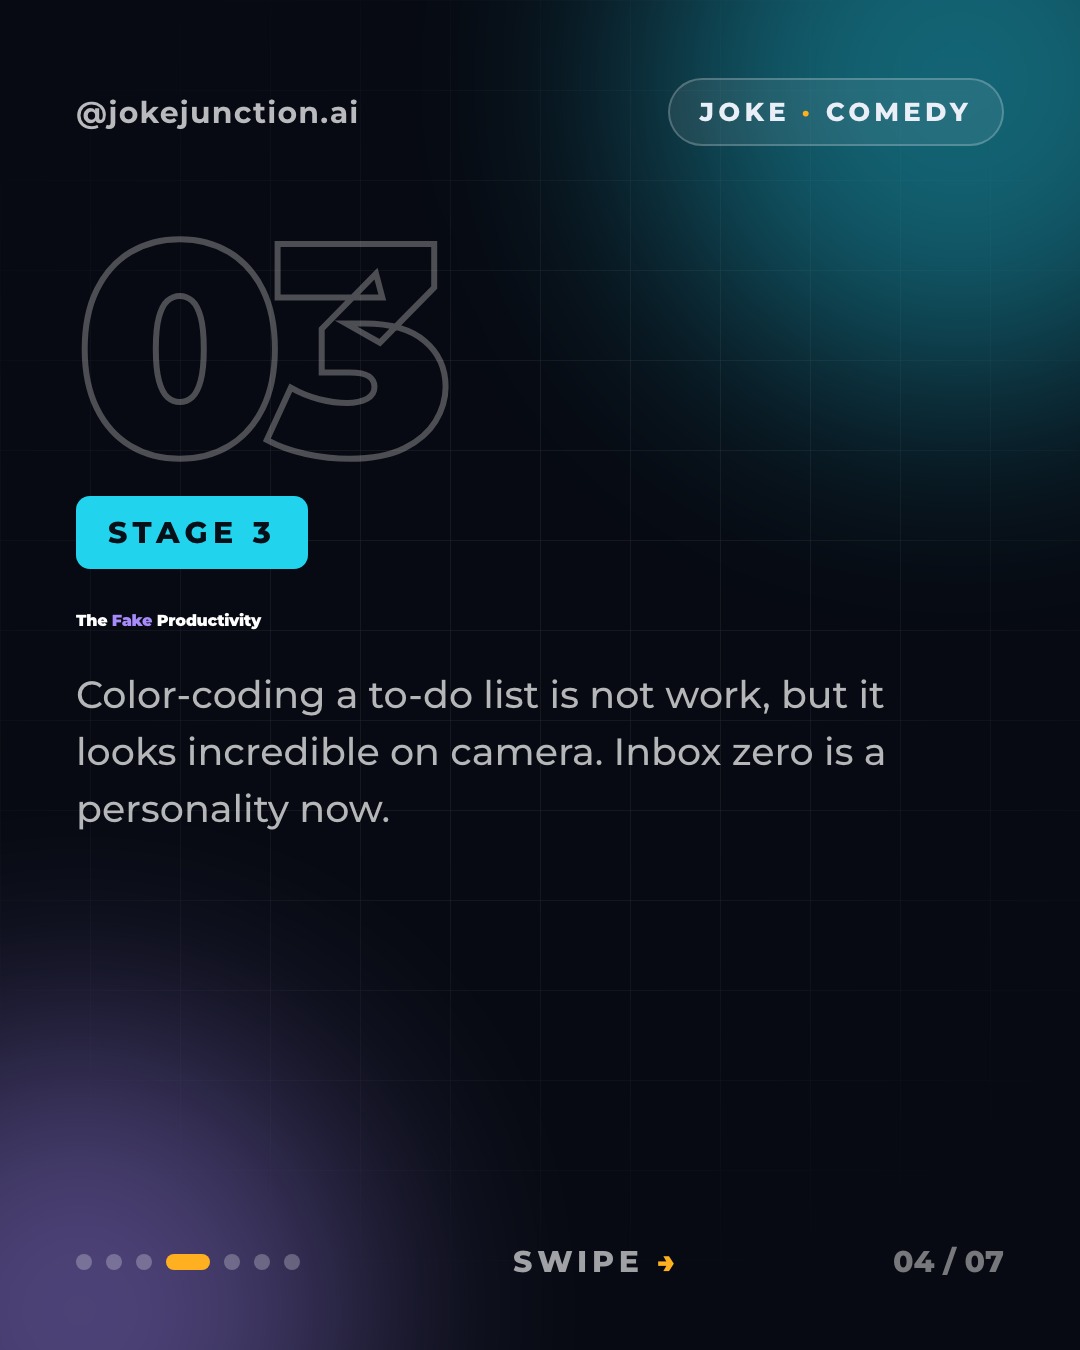 @jokejunction.ai
JOKE · COMEDY
03
STAGE 3
The Fake Productivity
Color-coding a to-do list is not work, but it
looks incredible on camera. Inbox zero is a
personality now.
SWIPE →
04 / 07